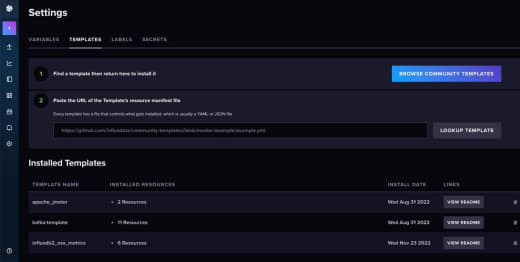 Settings
VARIABLES TEMPLATES LABELS SECRETS
1 Find a template then return here to install it BROWSE COMMUNITY TEMPLATES
2 Paste the URL of the Template's resource manifest file
Every template has a file that controls what gets installed, which is usually a YAML or JSON file
https://github.com/influxdata/community-templates/blob/master/example/example.yml LOOKUP TEMPLATE
Installed Templates
TEMPLATE NAME INSTALLED RESOURCES INSTALL DATE LINKS
apache_jmeter 2 Resources Wed Aug 31 2022 VIEW README
kafka-template 11 Resources Wed Aug 31 2022 VIEW README
influxdb2_oss_metrics 6 Resources Wed Nov 23 2022 VIEW README